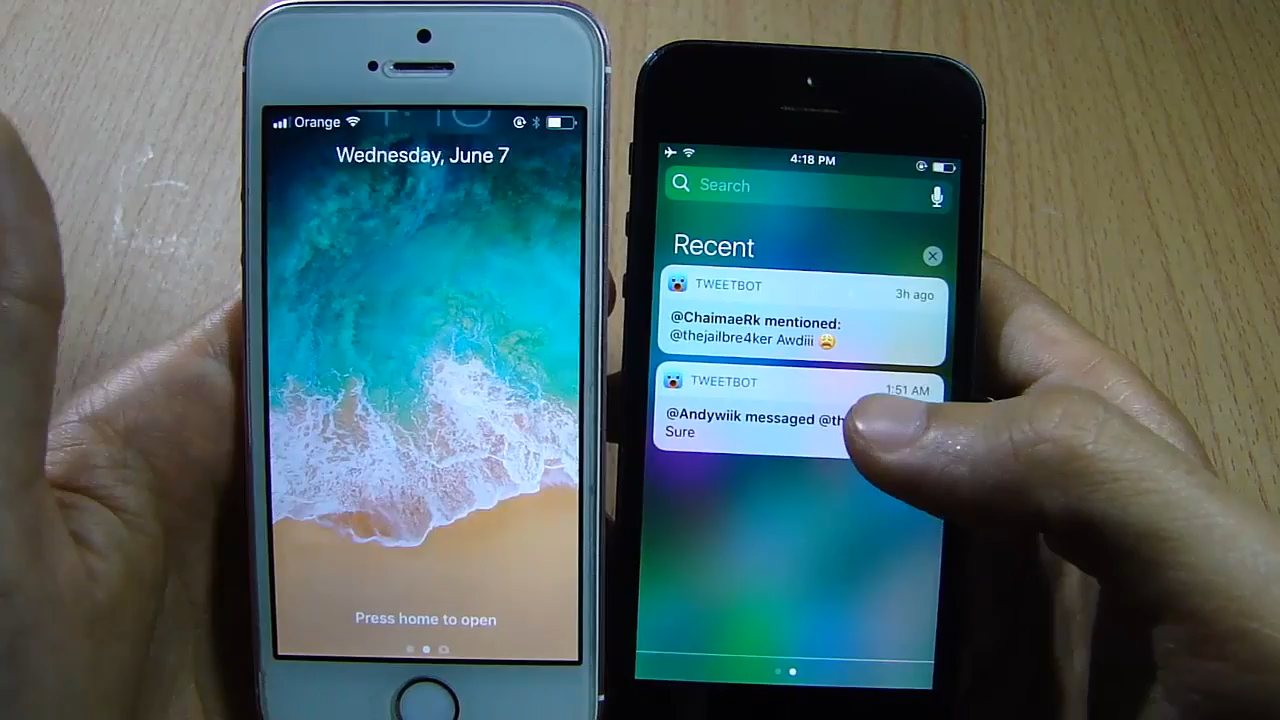 Orange
Wednesday, June 7
Press home to open
4:18 PM
Search
Recent
TWEETBOT
3h ago
@ChaimaeRk mentioned:
@thejailbre4ker Awdiii 😩
TWEETBOT
1:51 AM
@Andywiik messaged @th
Sure